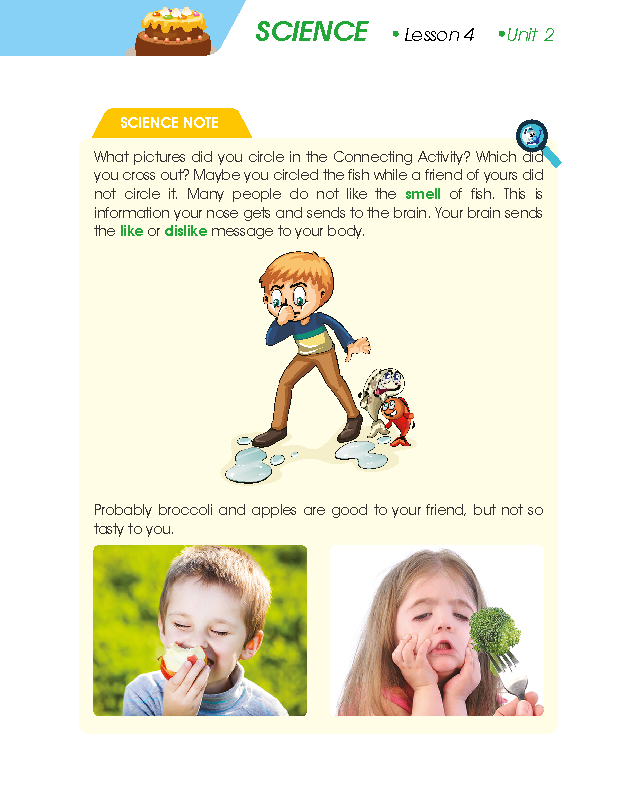 SCIENCE • Lesson 4 • Unit 2
SCIENCE NOTE
What pictures did you circle in the Connecting Activity? Which did
you cross out? Maybe you circled the fish while a friend of yours did
not circle it. Many people do not like the smell of fish. This is
information your nose gets and sends to the brain. Your brain sends
the like or dislike message to your body.
Probably broccoli and apples are good to your friend, but not so
tasty to you.